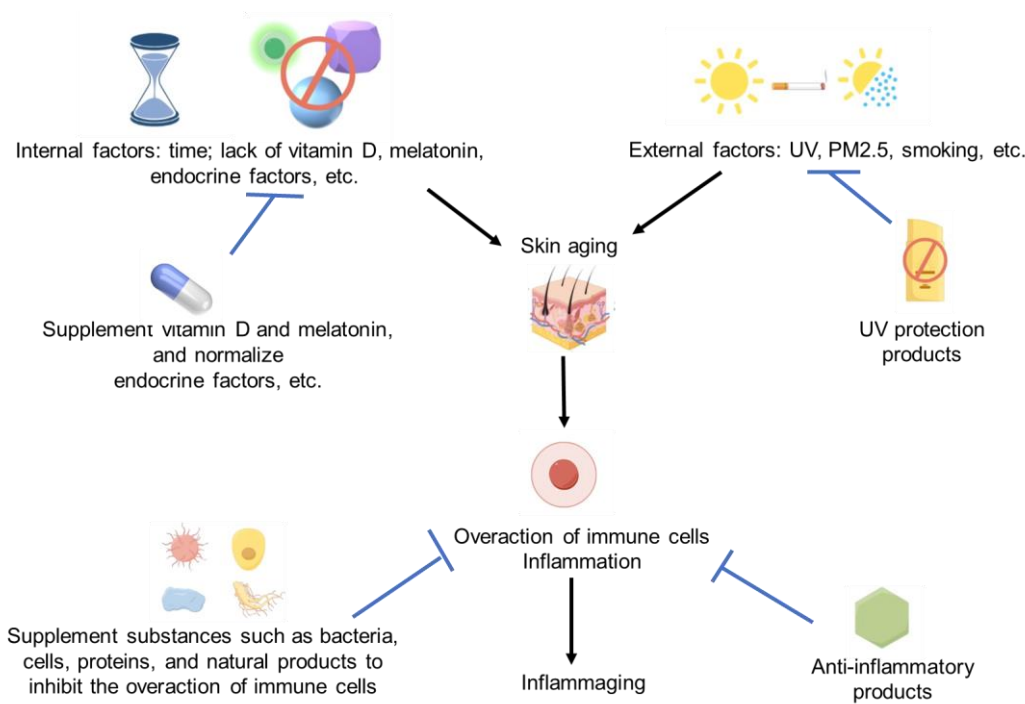 Internal factors: time; lack of vitamin D, melatonin,
endocrine factors, etc.
External factors: UV, PM2.5, smoking, etc.
Skin aging
Supplement vitamin D and melatonin,
and normalize
endocrine factors, etc.
UV protection
products
Overaction of immune cells
Inflammation
Supplement substances such as bacteria,
cells, proteins, and natural products to
inhibit the overaction of immune cells
Inflammaging
Anti-inflammatory
products